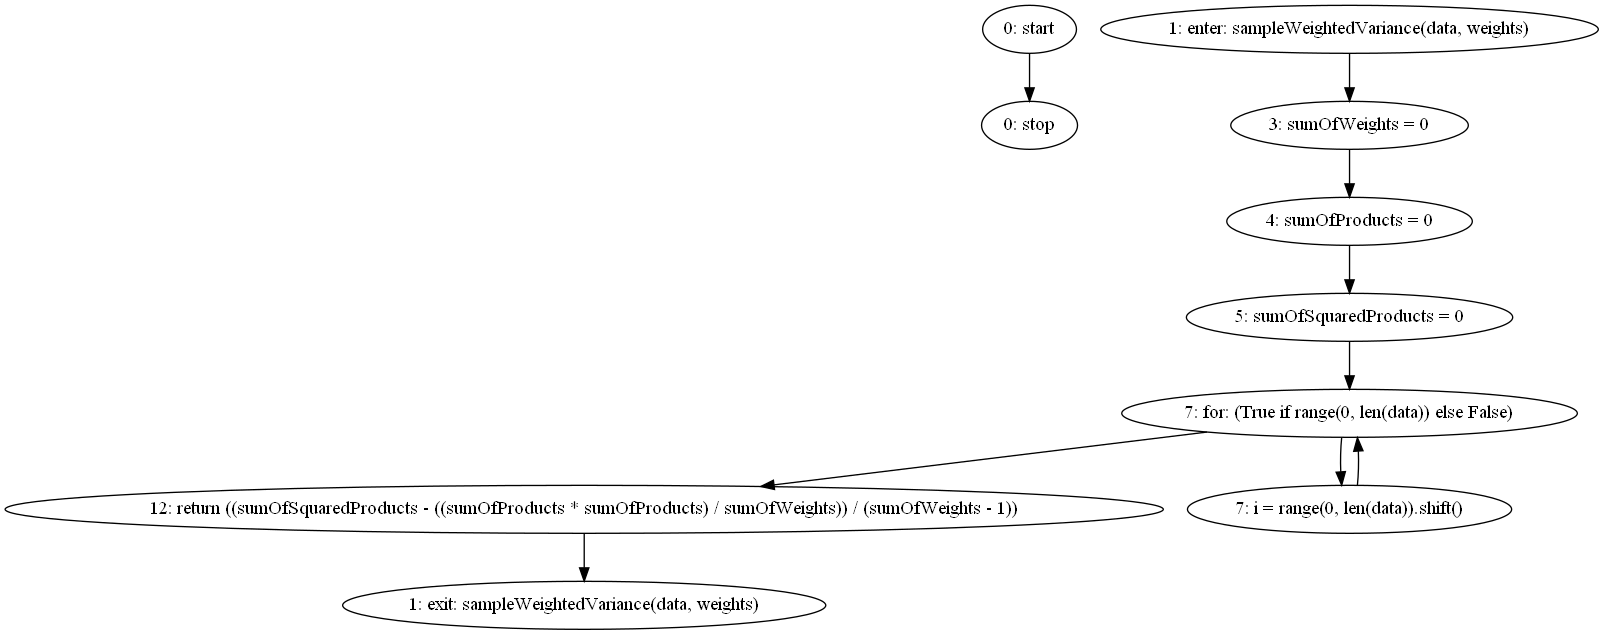 0: start
1: enter: sampleWeightedVariance(data, weights)
0: stop
3: sumOfWeights = 0
4: sumOfProducts = 0
5: sumOfSquaredProducts = 0
7: for: (True if range(0, len(data)) else False)
12: return ((sumOfSquaredProducts - ((sumOfProducts * sumOfProducts) / sumOfWeights)) / (sumOfWeights - 1))
7: i = range(0, len(data)).shift()
1: exit: sampleWeightedVariance(data, weights)